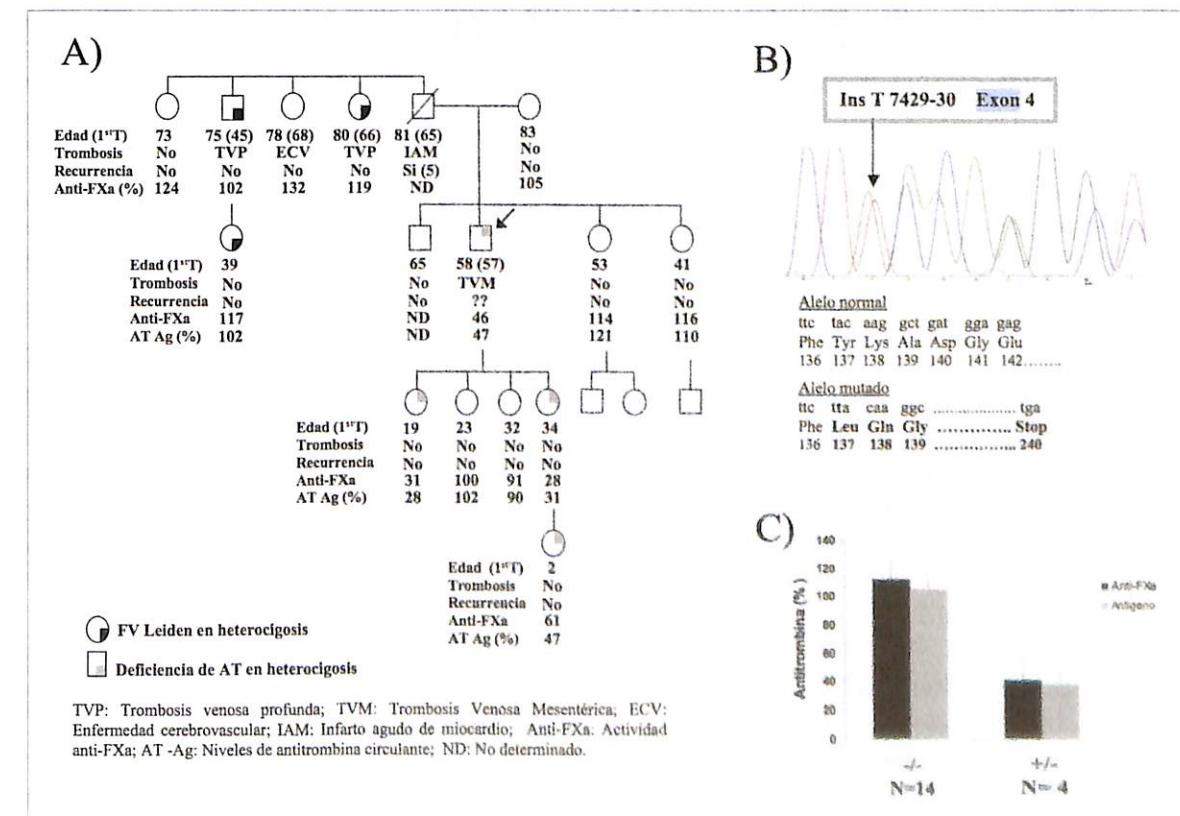 A)
Edad (1stT) 73 75 (45) 78 (68) 80 (66) 81 (65) 83
Trombosis No TVP ECV TVP IAM No
Recurrencia No No No No Si (5) No
Anti-FXa (%) 124 102 132 119 ND 105
Edad (1stT) 39
Trombosis No
Recurrencia No
Anti-FXa 117
AT Ag (%) 102
65 58 (57) 53 41
No TVM No No
No ?? No No
ND 46 114 116
ND 47 121 110
Edad (1stT) 19 23 32 34
Trombosis No No No No
Recurrencia No No No No
Anti-FXa 31 100 91 28
AT Ag (%) 28 102 90 31
Edad (1stT) 2
Trombosis No
Recurrencia No
Anti-FXa 61
AT Ag (%) 47
FV Leiden en heterocigosis
Deficiencia de AT en heterocigosis
TVP: Trombosis venosa profunda; TVM: Trombosis Venosa Mesentérica; ECV:
Enfermedad cerebrovascular; IAM: Infarto agudo de miocardio; Anti-FXa: Actividad
anti-FXa; AT -Ag: Niveles de antitrombina circulante; ND: No determinado.
B)
Ins T 7429-30 Exon 4
Alelo normal
ttc tac aag gct gat gga gag
Phe Tyr Lys Ala Asp Gly Glu
136 137 138 139 140 141 142........
Alelo mutado
ttc tta caa ggc ...................... tga
Phe Leu Gln Gly .............. Stop
136 137 138 139 ................. 240
C)
Antitrombina (%)
140
120
100
80
60
40
20
0
Anti-FXa
Antigeno
-/- +/-
N=14 N= 4